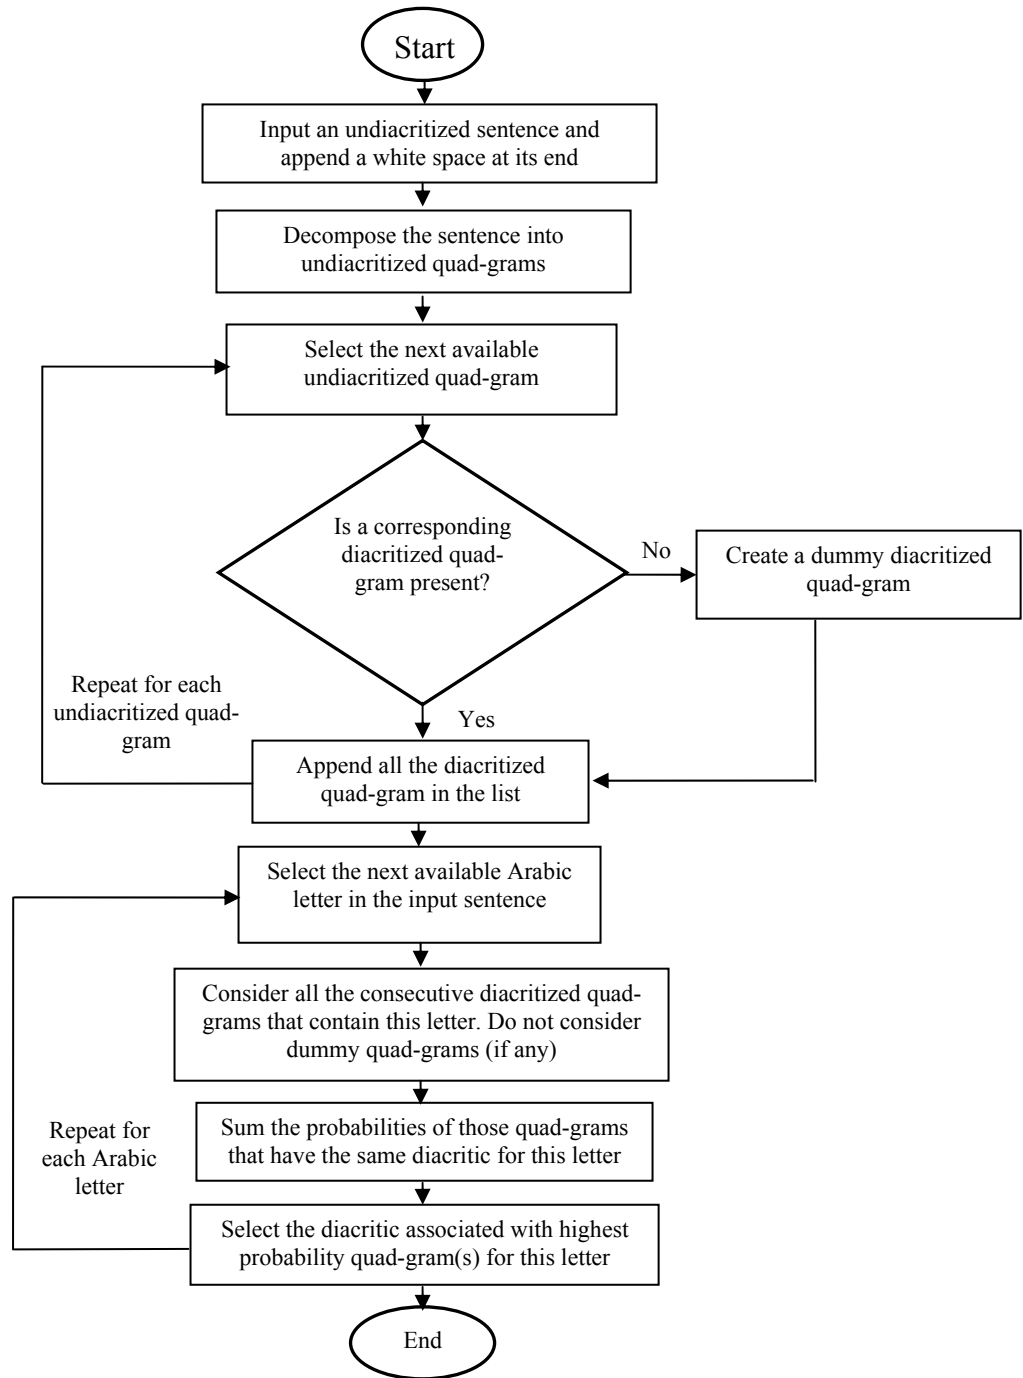 Start
Input an undiacritized sentence and
append a white space at its end
Decompose the sentence into
undiacritized quad-grams
Select the next available
undiacritized quad-gram
Is a corresponding
diacritized quad-
gram present?
No
Create a dummy diacritized
quad-gram
Repeat for each
undiacritized quad-
gram
Yes
Append all the diacritized
quad-gram in the list
Select the next available Arabic
letter in the input sentence
Consider all the consecutive diacritized quad-
grams that contain this letter. Do not consider
dummy quad-grams (if any)
Repeat for
each Arabic
letter
Sum the probabilities of those quad-grams
that have the same diacritic for this letter
Select the diacritic associated with highest
probability quad-gram(s) for this letter
End